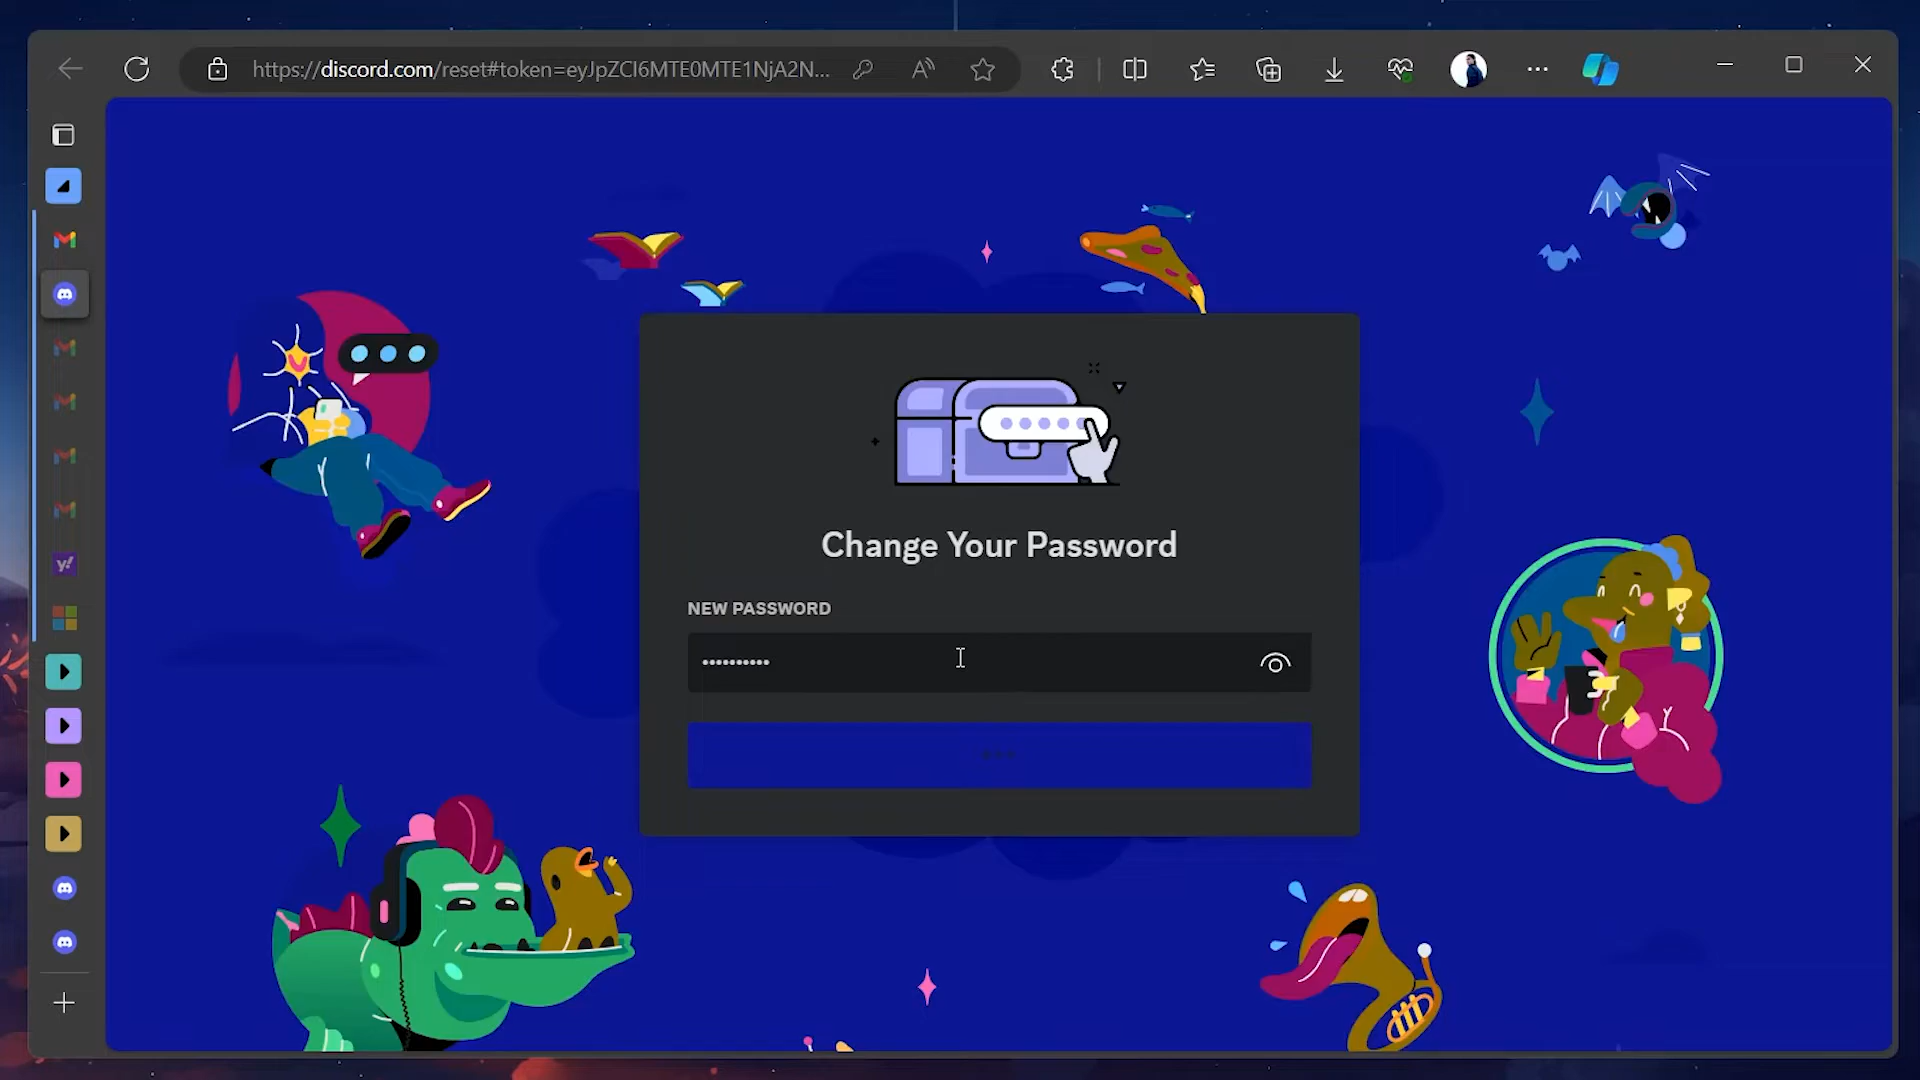 https://discord.com/reset#token=eyJpZCI6MTE0MTE1NjA2N...
Change Your Password
NEW PASSWORD
••••••••••